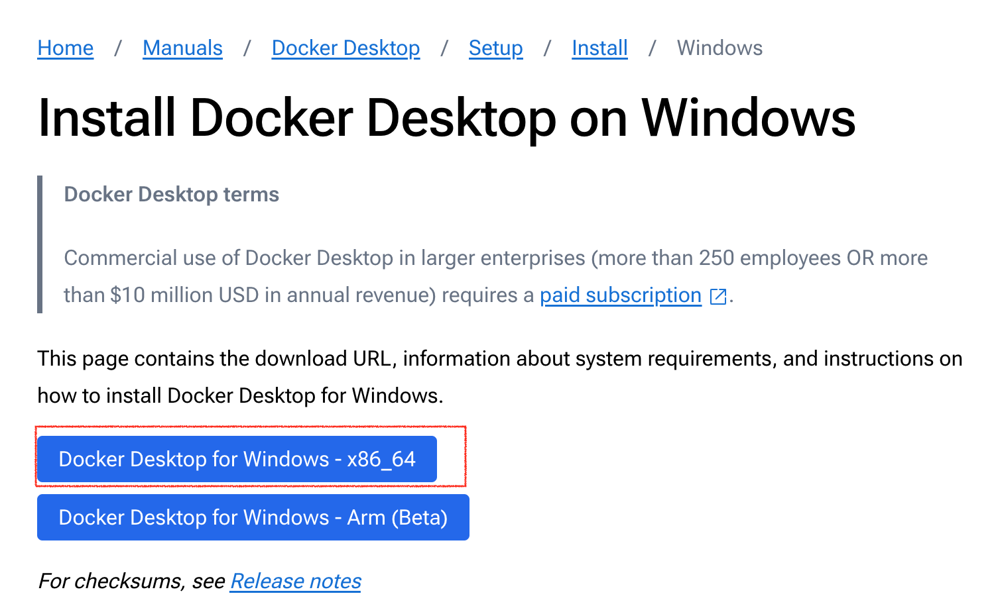 Home / Manuals / Docker Desktop / Setup / Install / Windows
Install Docker Desktop on Windows
Docker Desktop terms
Commercial use of Docker Desktop in larger enterprises (more than 250 employees OR more
than $10 million USD in annual revenue) requires a paid subscription.
This page contains the download URL, information about system requirements, and instructions on
how to install Docker Desktop for Windows.
Docker Desktop for Windows - x86_64
Docker Desktop for Windows - Arm (Beta)
For checksums, see Release notes